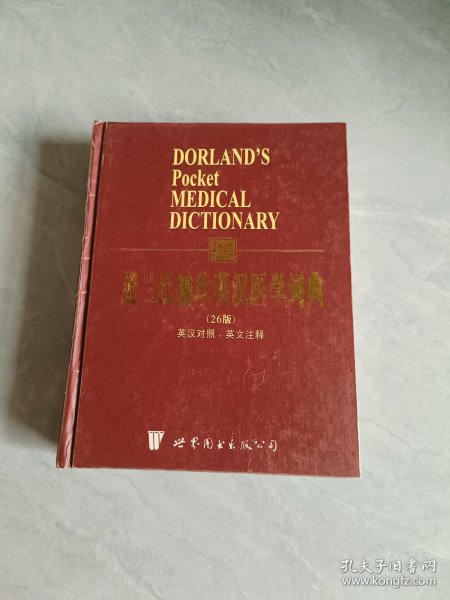 DORLAND'S
Pocket
MEDICAL
DICTIONARY
26th
道兰氏袖珍英汉医学词典
(26版)
英汉对照，英文注释
W 世界图书出版公司
孔夫子旧书网
www.kongfz.com